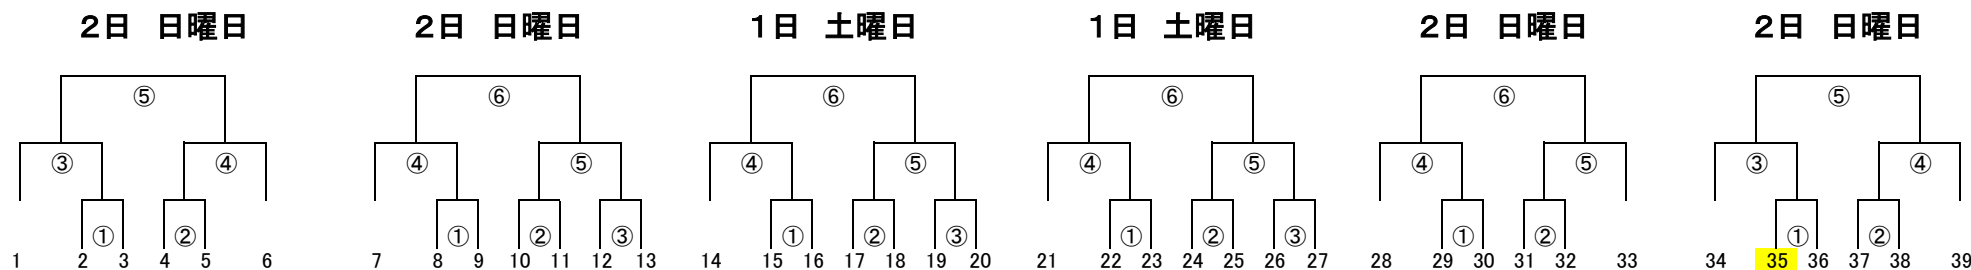 ２日　日曜日　２日　日曜日　１日　土曜日　１日　土曜日　２日　日曜日　２日　日曜日
⑤ ⑥ ⑥ ⑥ ⑥ ⑤
③ ④ ④ ⑤ ④ ⑤ ④ ⑤ ④ ⑤ ③ ④
① ② ① ② ③ ① ② ③ ① ② ③ ① ② ① ②
1 2 3 4 5 6 7 8 9 10 11 12 13 14 15 16 17 18 19 20 21 22 23 24 25 26 27 28 29 30 31 32 33 34 35 36 37 38 39